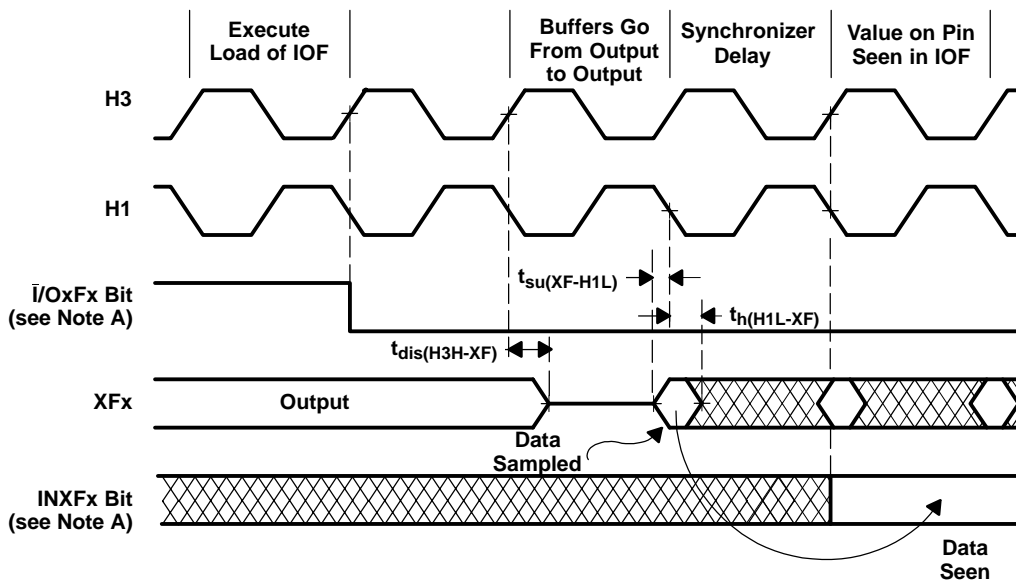 Execute
Load of IOF
Buffers Go
From Output
to Output
Synchronizer
Delay
Value on Pin
Seen in IOF
H3
H1
Ī/OxFx Bit
(see Note A)
tsu(XF-H1L)
th(H1L-XF)
tdis(H3H-XF)
XFx
Output
Data
Sampled
INXFx Bit
(see Note A)
Data
Seen